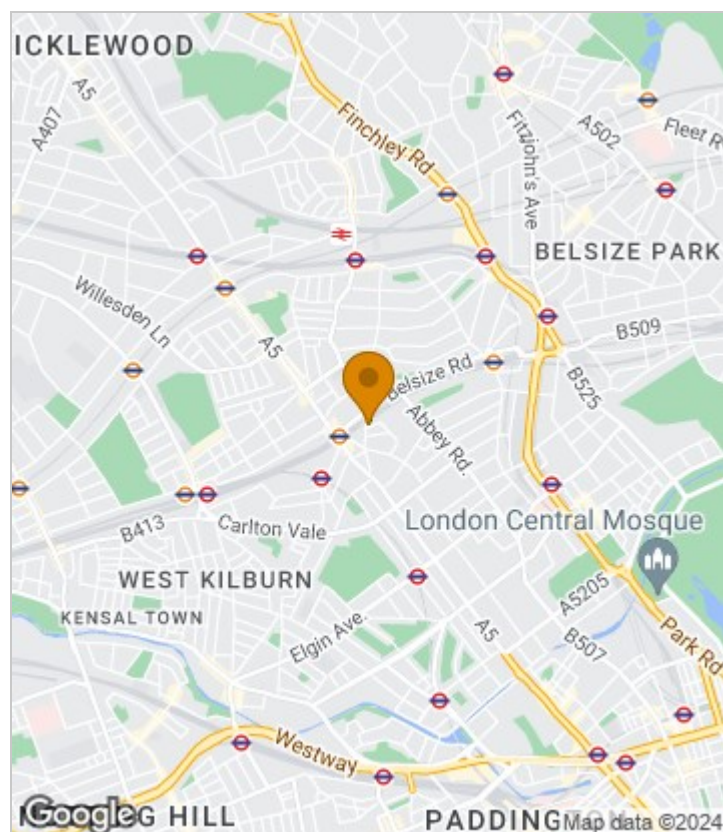 ICKLEWOOD
A5
A407
Finchley Rd
Fitzjohn's Ave
A502
Fleet R
BELSIZE PARK
Willesden Ln
A5
B509
Belsize Rd
B525
Abbey Rd.
B413
Carlton Vale
London Central Mosque
WEST KILBURN
A5205
KENSAL TOWN
Elgin Ave.
A5
B507
Park Rd
Westway
Google
G HILL
PADDING
Map data ©2024